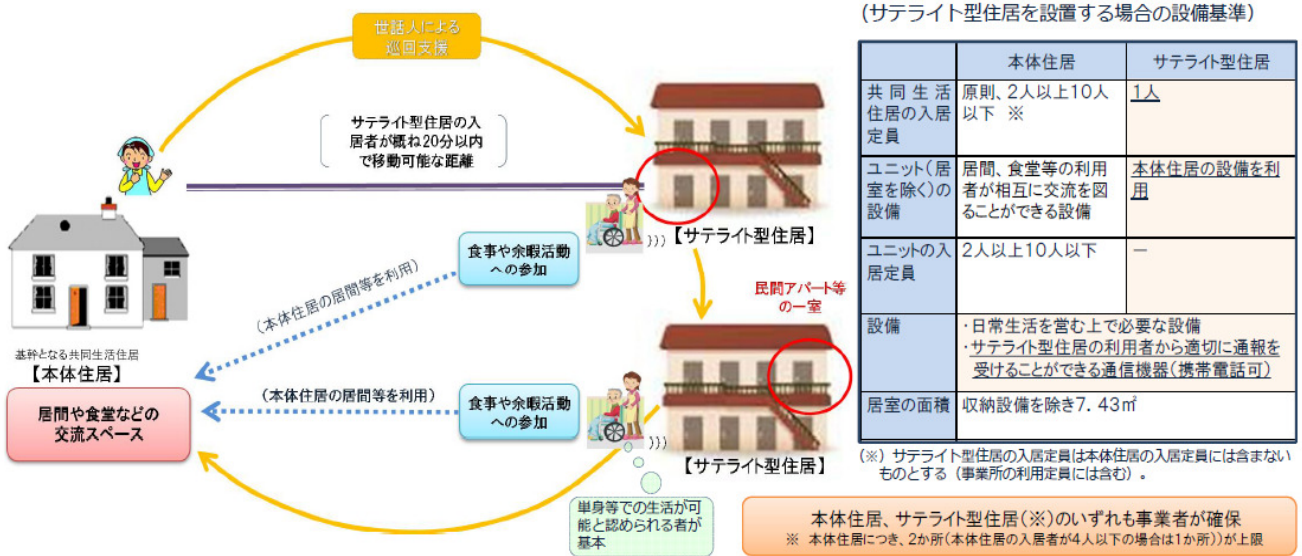 世話人による
巡回支援
サテライト型住居の入
居者が概ね20分以内
で移動可能な距離
【サテライト型住居】
食事や余暇活動
への参加
(本体住居の居間等を利用)
民間アパート等
の一室
基幹となる共同生活住居
【本体住居】
居間や食堂などの
交流スペース
(本体住居の居間等を利用)
食事や余暇活動
への参加
【サテライト型住居】
単身等での生活が可
能と認められる者が
基本
(サテライト型住居を設置する場合の設備基準)
本体住居 サテライト型住居
共同生活 原則、2人以上10人 1人
住居の入居 以下 ※
定員
ユニット(居 居間、食堂等の利用 本体住居の設備を利
室を除く)の 者が相互に交流を図 用
設備 ることができる設備
ユニットの入 2人以上10人以下 －
居定員
設備 ・日常生活を営む上で必要な設備
・サテライト型住居の利用者から適切に通報を
受けることができる通信機器(携帯電話可)
居室の面積 収納設備を除き7．43㎡
(※) サテライト型住居の入居定員は本体住居の入居定員には含まない
ものとする（事業所の利用定員には含む）。
本体住居、サテライト型住居(※)のいずれも事業者が確保
※ 本体住居につき、2か所(本体住居の入居者が4人以下の場合は1か所))が上限